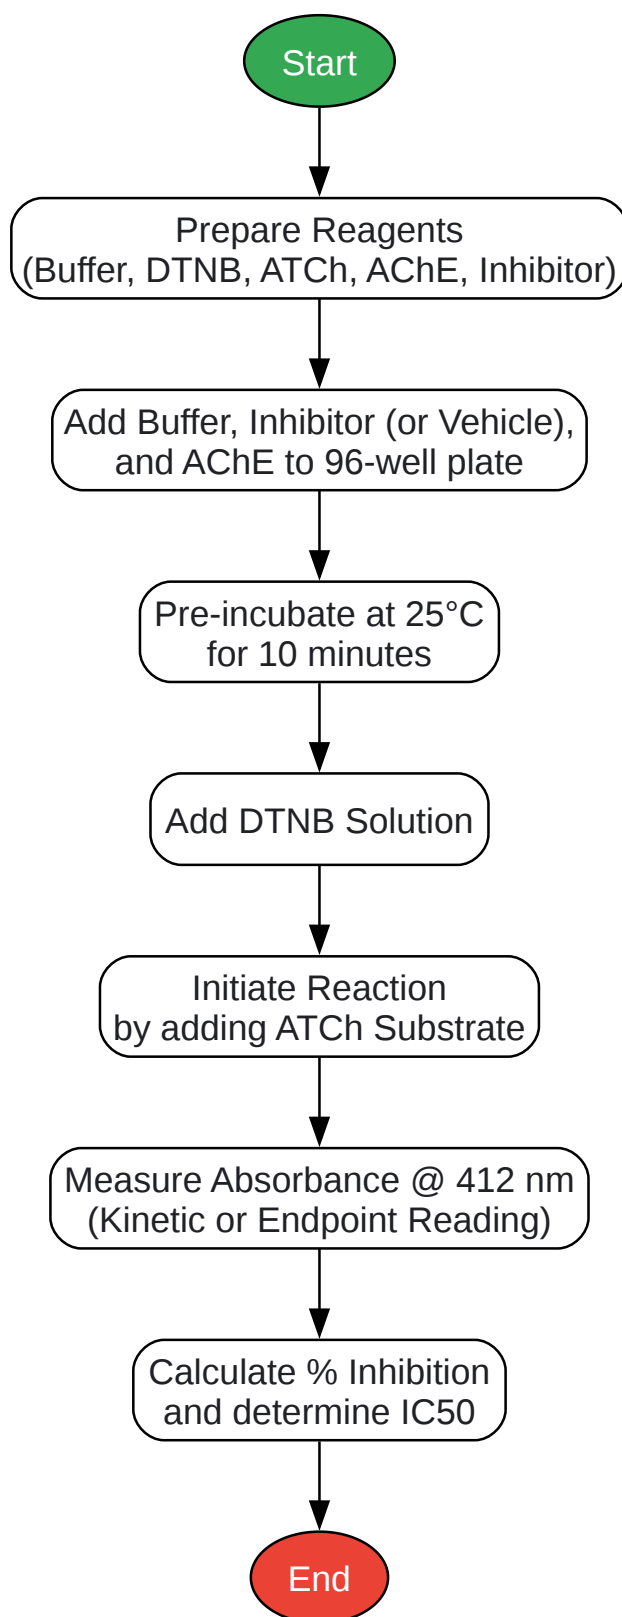 Start
Prepare Reagents
(Buffer, DTNB, ATCh, AChE, Inhibitor)
Add Buffer, Inhibitor (or Vehicle),
and AChE to 96-well plate
Pre-incubate at 25°C
for 10 minutes
Add DTNB Solution
Initiate Reaction
by adding ATCh Substrate
Measure Absorbance @ 412 nm
(Kinetic or Endpoint Reading)
Calculate % Inhibition
and determine IC50
End